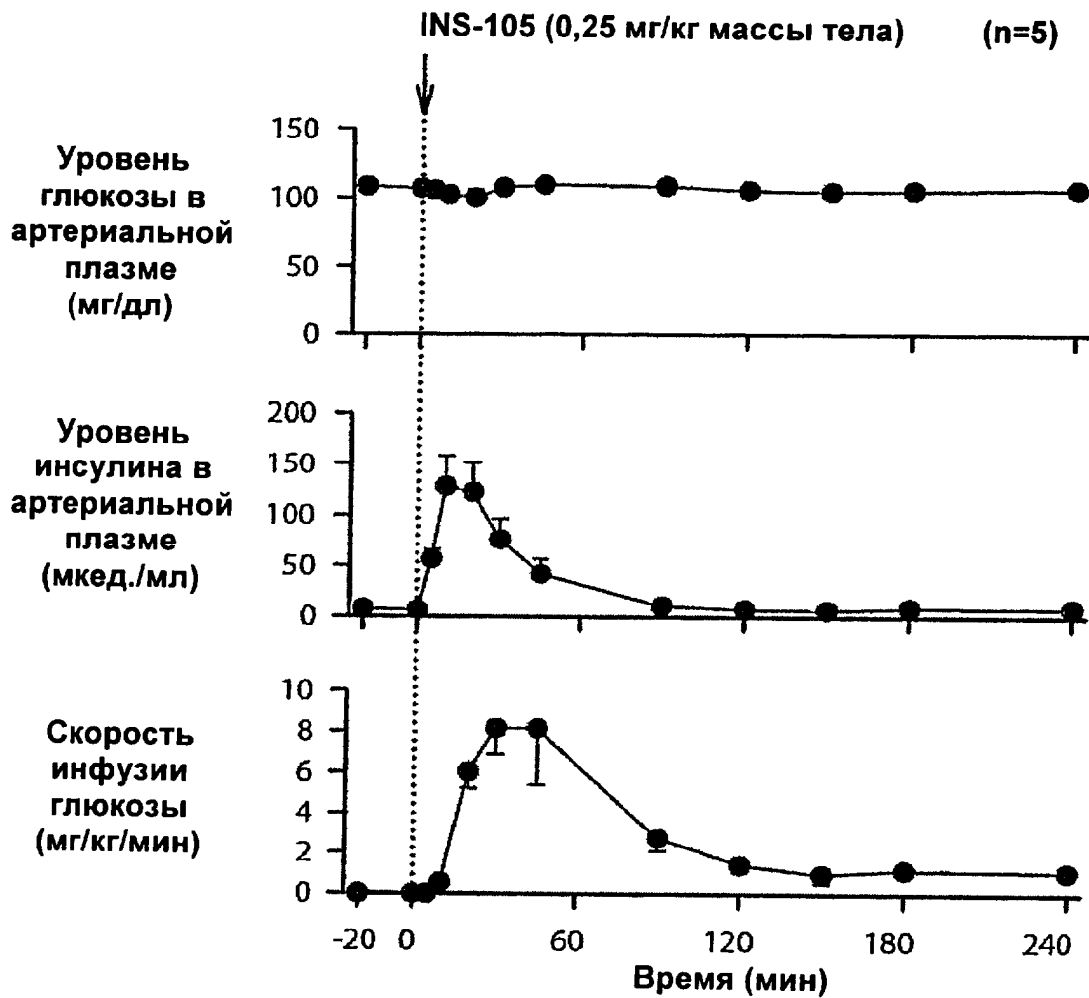 INS-105 (0,25 мг/кг массы тела) (n=5)
Уровень
глюкозы в
артериальной
плазме
(мг/дл)
150
100
50
0
Уровень
инсулина в
артериальной
плазме
(мкед./мл)
200
150
100
50
0
Скорость
инфузии
глюкозы
(мг/кг/мин)
10
8
6
4
2
0
-20 0 60 120 180 240
Время (мин)